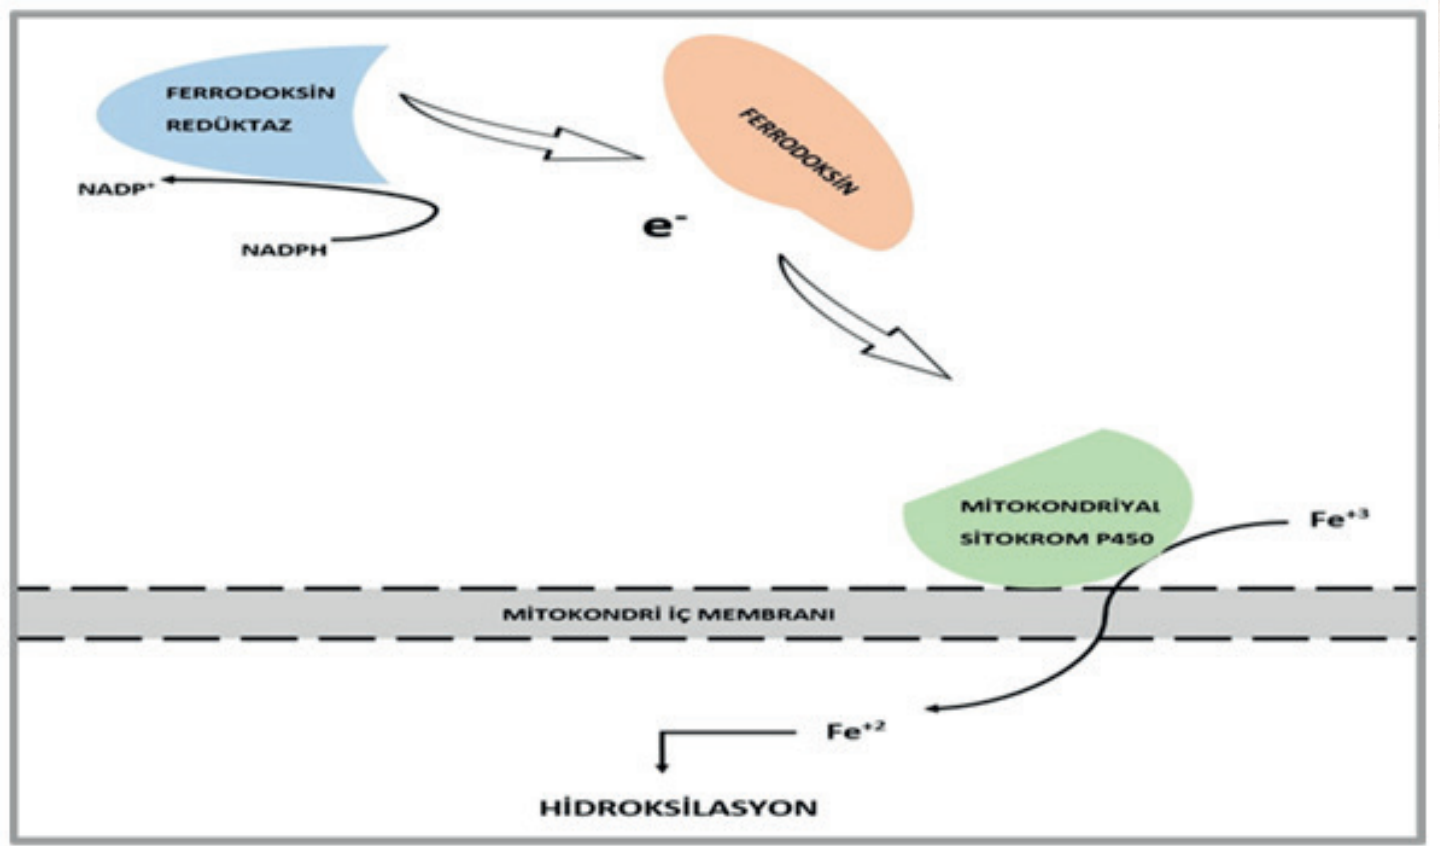 FERRODOKSİN
REDÜKTAZ
FERRODOKSİN
NADP⁺
NADPH
e⁻
MİTOKONDRİYAL
SİTOKROM P450
Fe⁺³
MİTOKONDRİ İÇ MEMBRANI
Fe⁺²
HİDROKSİLASYON